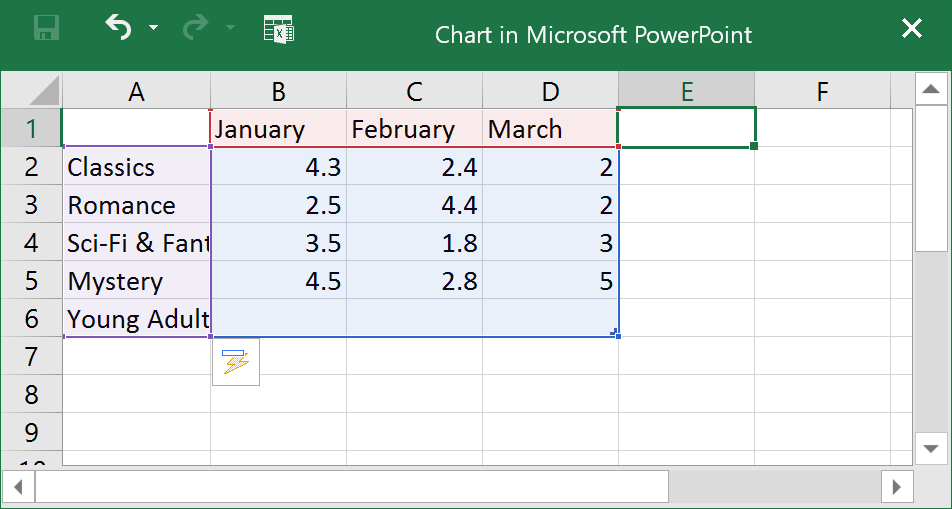 Chart in Microsoft PowerPoint
A B C D E F
1 January February March
2 Classics 4.3 2.4 2
3 Romance 2.5 4.4 2
4 Sci-Fi & Fant 3.5 1.8 3
5 Mystery 4.5 2.8 5
6 Young Adult
7
8
9